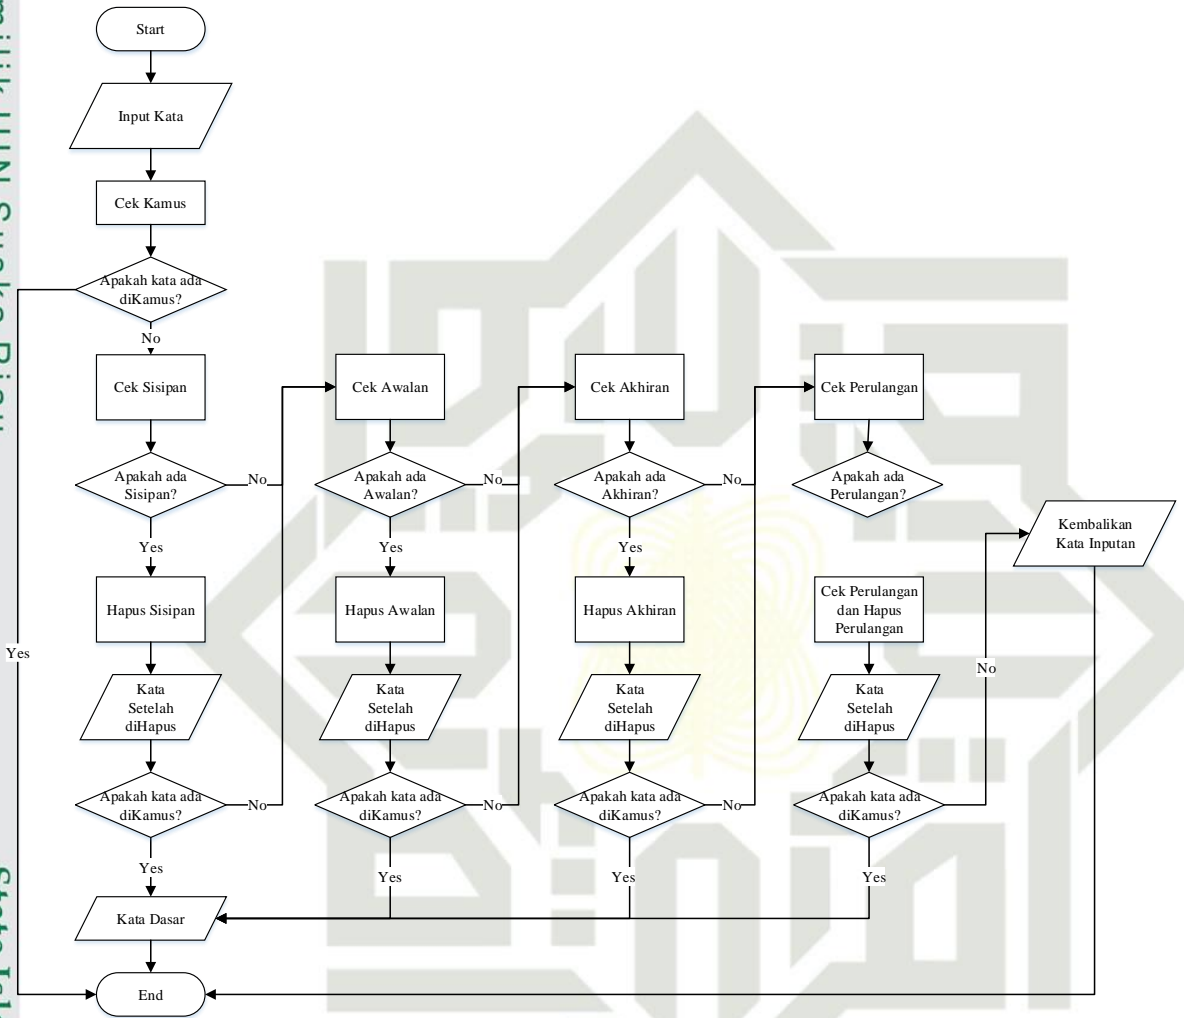 Start
Input Kata
Cek Kamus
Apakah kata ada
diKamus?
No
Yes
Cek Sisipan
Apakah ada
Sisipan?
No
Yes
Hapus Sisipan
Kata
Setelah
diHapus
Apakah kata ada
diKamus?
No
Yes
Kata Dasar
End
Cek Awalan
Apakah ada
Awalan?
No
Yes
Hapus Awalan
Kata
Setelah
diHapus
Apakah kata ada
diKamus?
No
Yes
Cek Akhiran
Apakah ada
Akhiran?
No
Yes
Hapus Akhiran
Kata
Setelah
diHapus
Apakah kata ada
diKamus?
No
Yes
Cek Perulangan
Apakah ada
Perulangan?
Cek Perulangan
dan Hapus
Perulangan
Kata
Setelah
diHapus
Apakah kata ada
diKamus?
No
Yes
Kembalikan
Kata Inputan
milik UIN Suska Riau